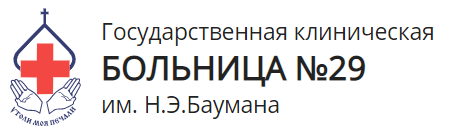 Государственная клиническая
БОЛЬНИЦА №29
им. Н.Э.Баумана
УТОЛИ МОЯ ПЕЧАЛИ